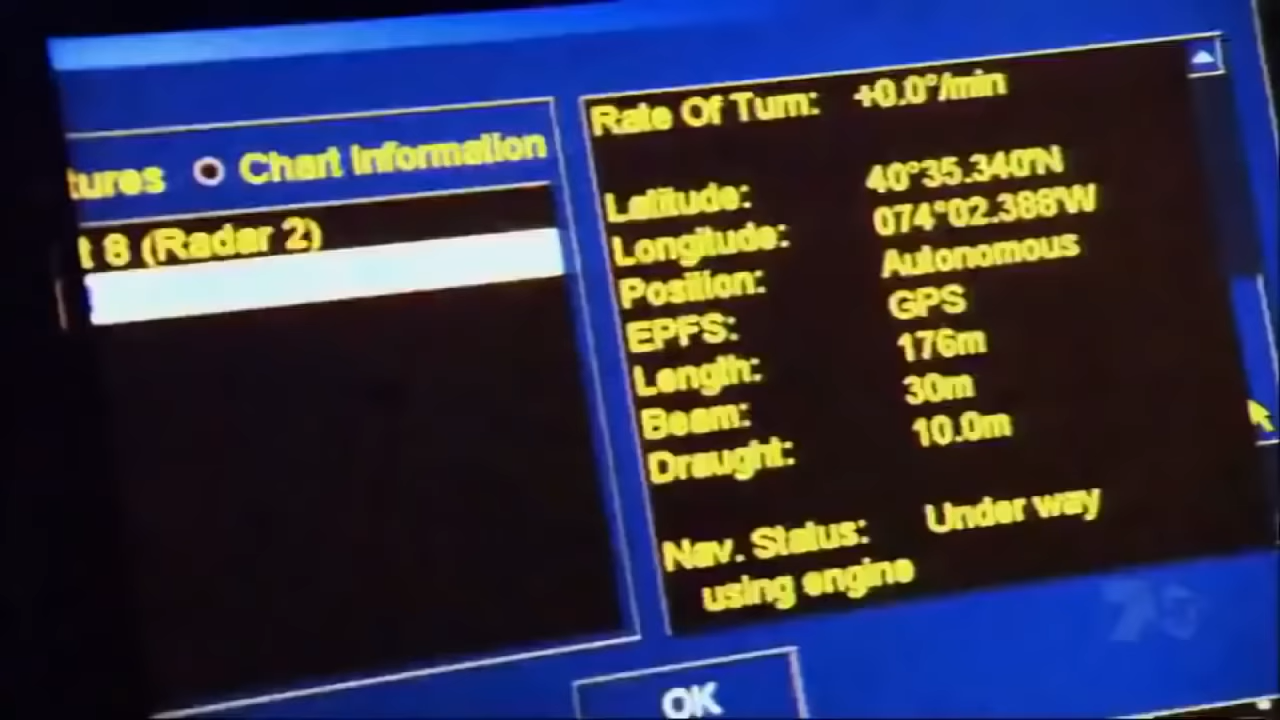 tures Chart Information
t 8 (Radar 2)
Rate Of Turn: +0.0°/min
Latitude: 40°35.340'N
Longitude: 074°02.388'W
Position: Autonomous
EPFS: GPS
Length: 176m
Beam: 30m
Draught: 10.0m
Nav. Status: Under way
using engine
OK